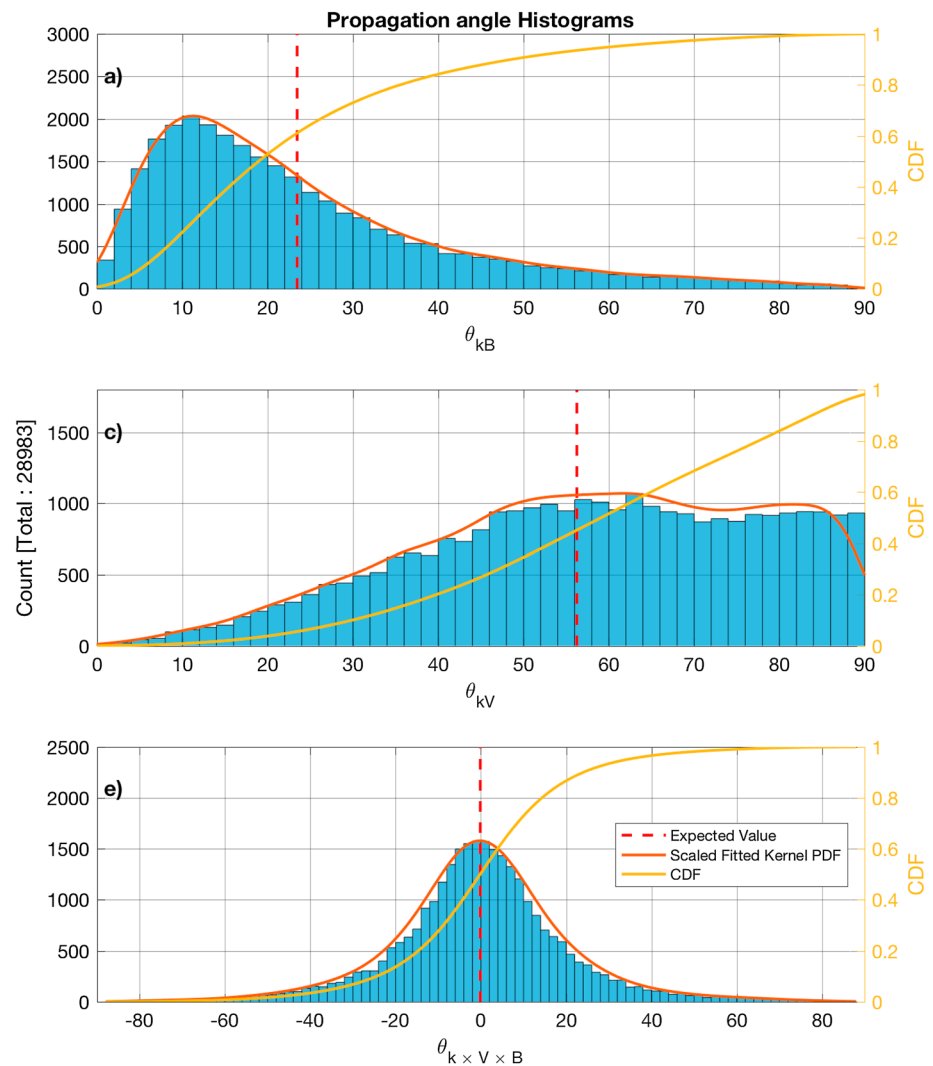 Propagation angle Histograms
a)
3000
2500
2000
1500
1000
500
0
1
0.8
0.6
0.4
0.2
0
CDF
0 10 20 30 40 50 60 70 80 90
θkB
Count [Total : 28983]
c)
1500
1000
500
0
1
0.8
0.6
0.4
0.2
0
CDF
0 10 20 30 40 50 60 70 80 90
θkV
e)
2500
2000
1500
1000
500
0
1
0.8
0.6
0.4
0.2
0
CDF
Expected Value
Scaled Fitted Kernel PDF
CDF
-80 -60 -40 -20 0 20 40 60 80
θk × V × B